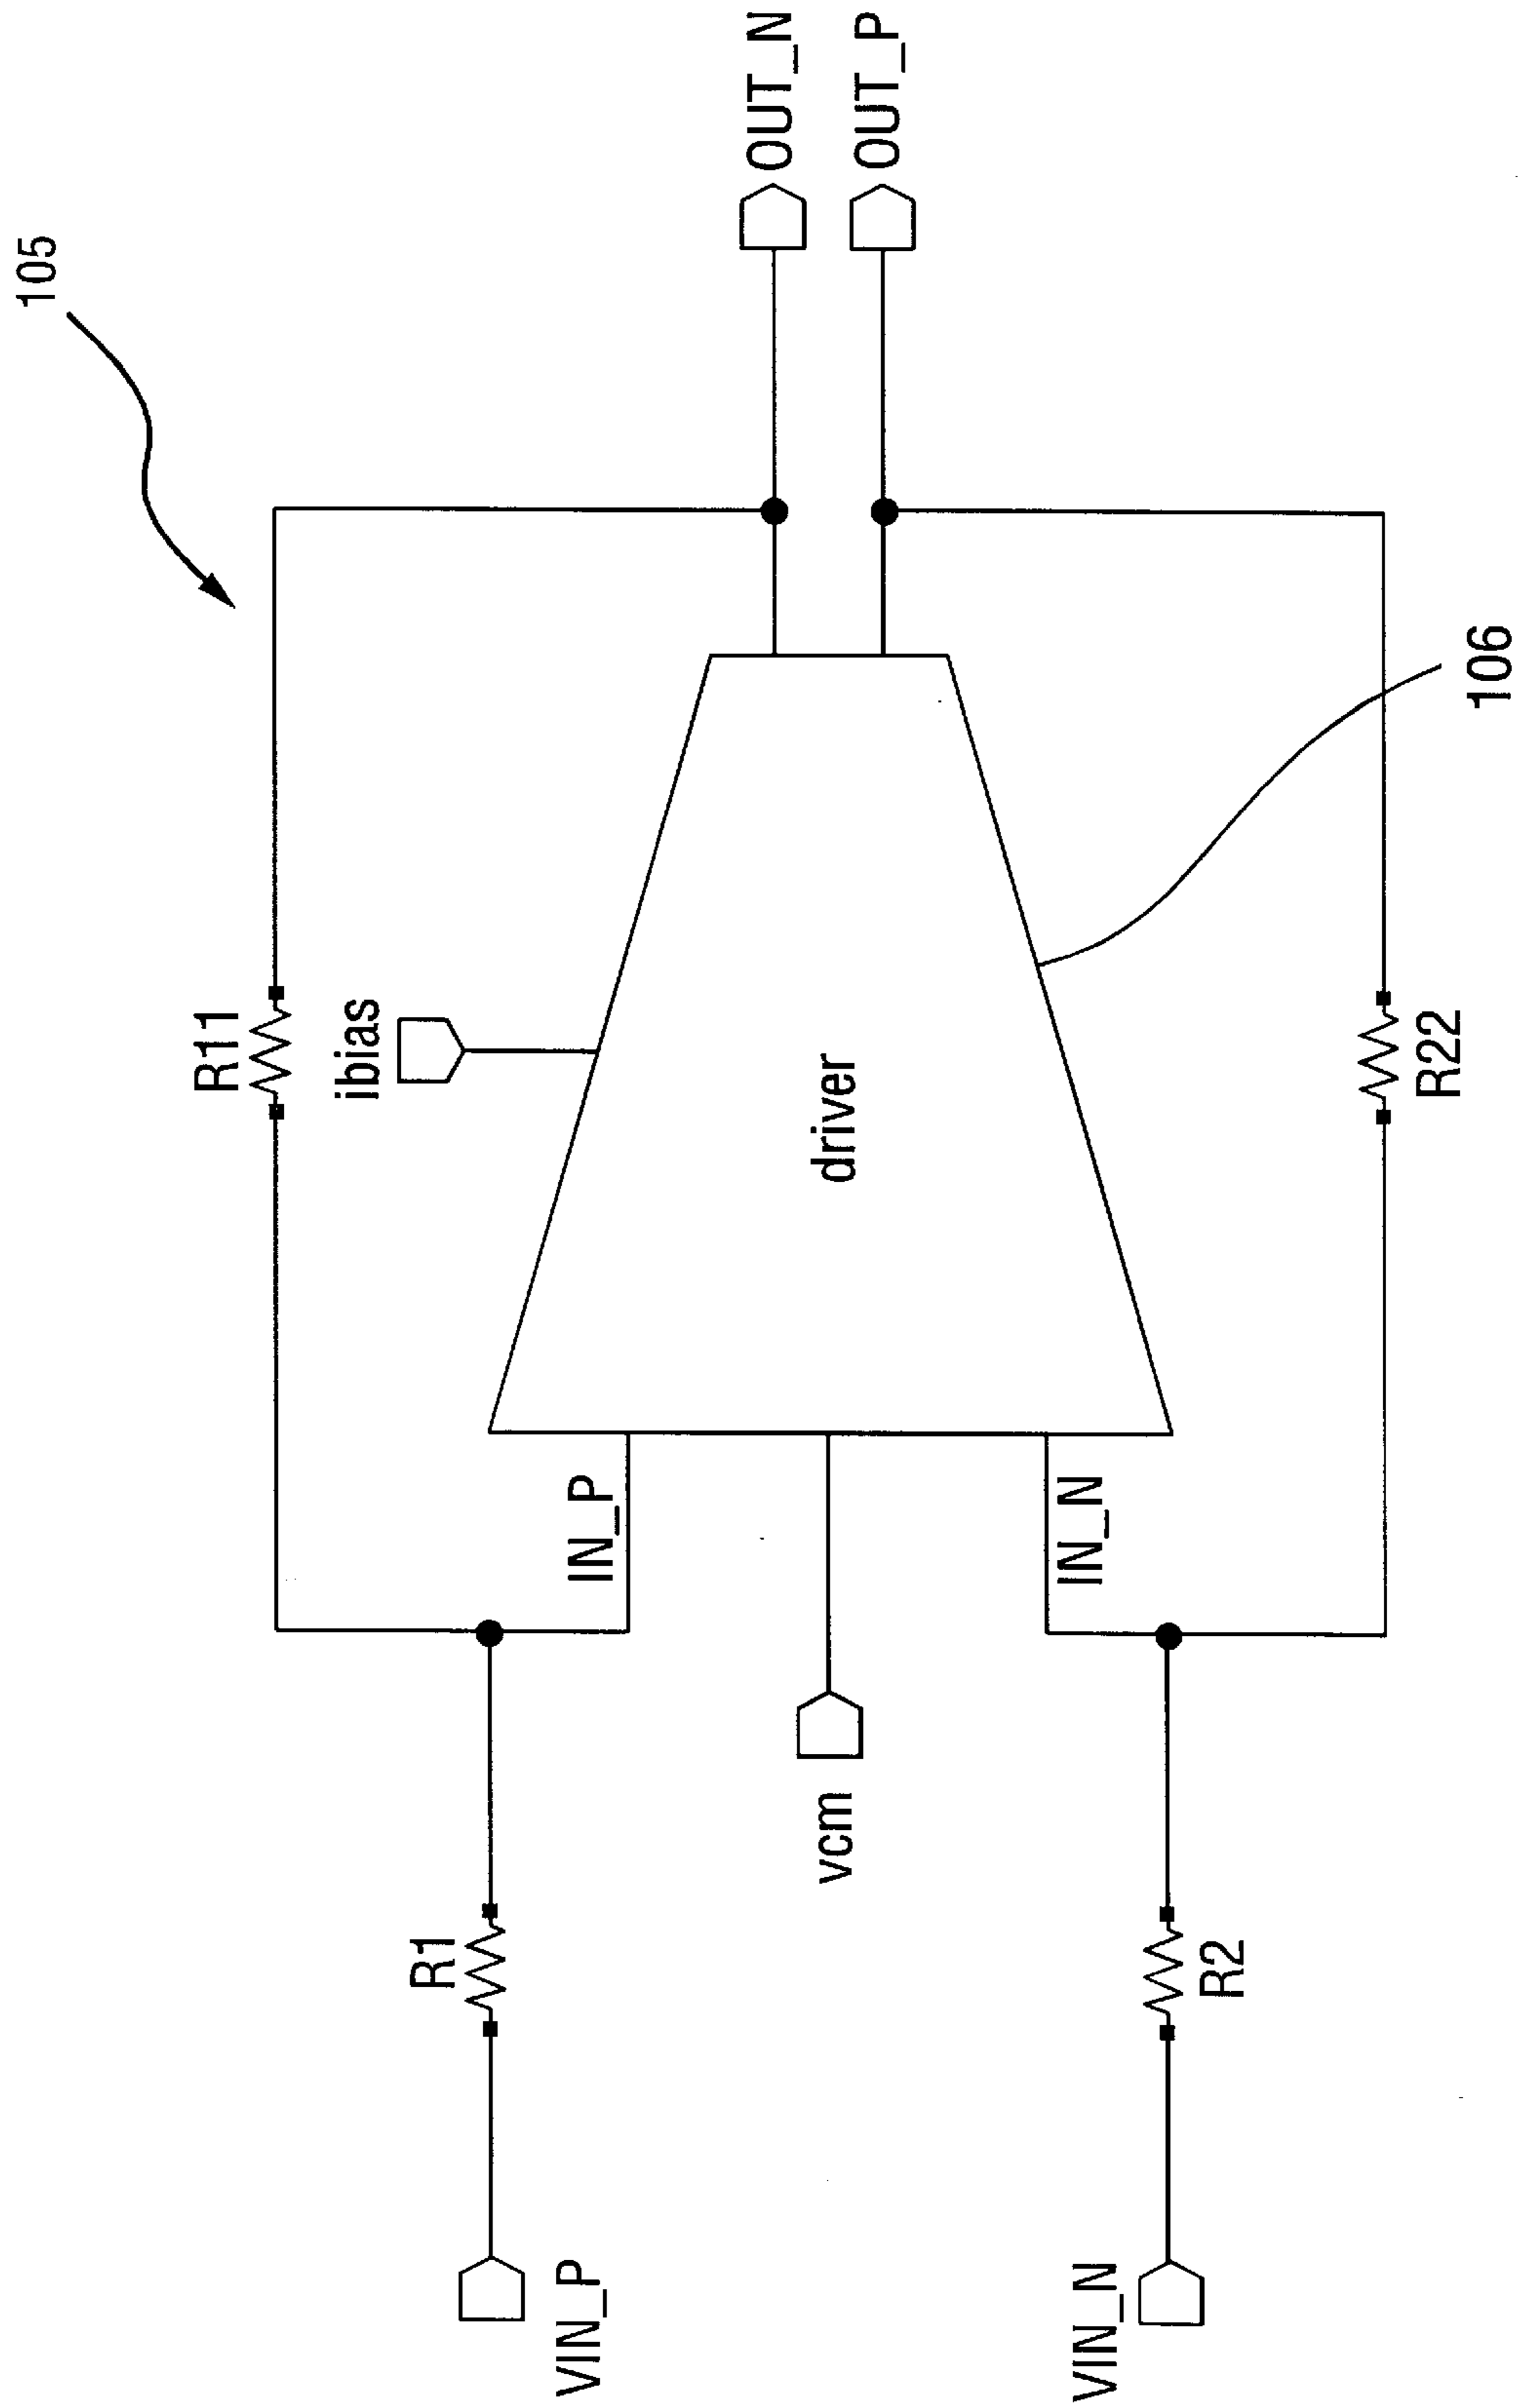 105
R11
ibias
OUT_N
OUT_P
IN_P
R1
VIN_P
driver
vcm
IN_N
R2
VIN_N
R22
106